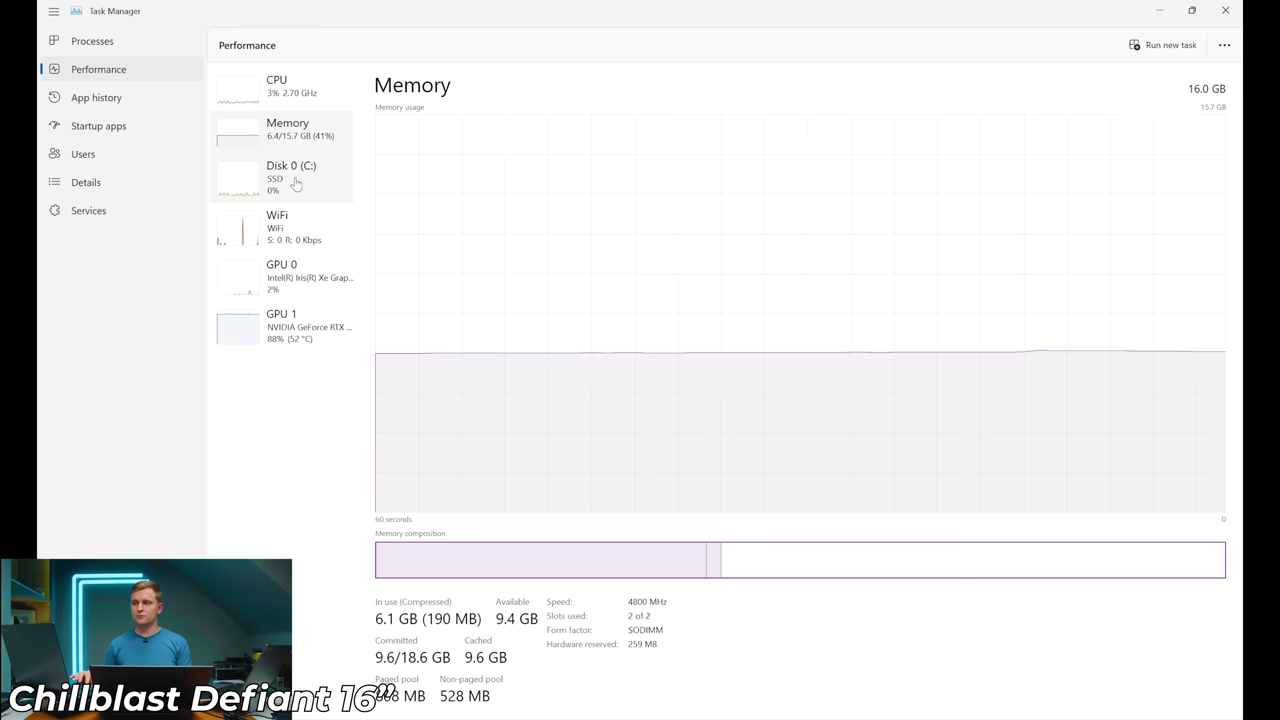 Task Manager
Processes
Performance
App history
Startup apps
Users
Details
Services
Performance
Run new task
CPU
3% 2.70 GHz
Memory
6.4/15.7 GB (41%)
Disk 0 (C:)
SSD
0%
WiFi
WiFi
S: 0 R: 0 Kbps
GPU 0
Intel(R) Iris(R) Xe Grap...
2%
GPU 1
NVIDIA GeForce RTX ...
88% (52 °C)
Memory
16.0 GB
Memory usage
15.7 GB
60 seconds
0
Memory composition
In use (Compressed)
6.1 GB (190 MB)
Available
9.4 GB
Speed: 4800 MHz
Slots used: 2 of 2
Form factor: SODIMM
Hardware reserved: 259 MB
Committed
9.6/18.6 GB
Cached
9.6 GB
Paged pool
MB
Non-paged pool
528 MB
Chillblast Defiant 16”